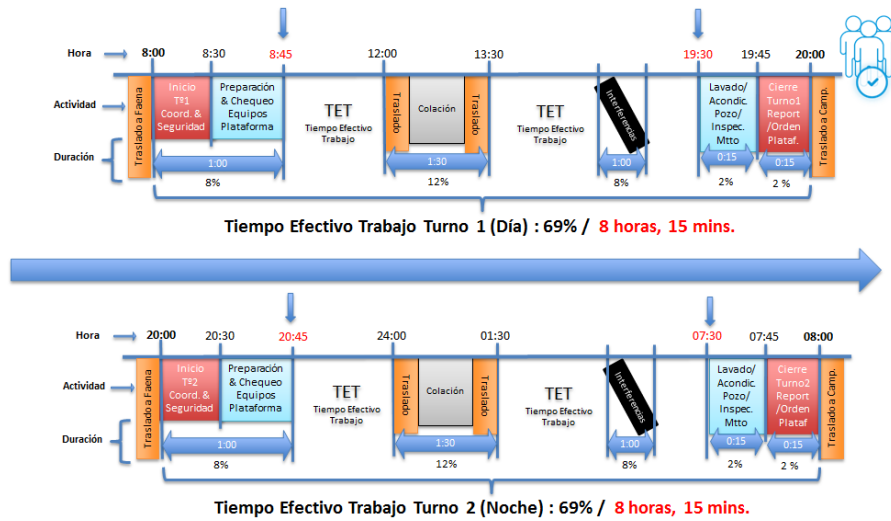 Hora
8:00
8:30
8:45
12:00
13:30
19:30
19:45
20:00
Actividad
Traslado a Faena
Inicio
Tº1
Coord. &
Seguridad
Preparación
& Chequeo
Equipos
Plataforma
TET
Tiempo Efectivo
Trabajo
Traslado
Colación
Traslado
TET
Tiempo Efectivo
Trabajo
Interferencias
Lavado/
Acondic.
Pozo/
Inspec.
Mtto
Cierre
Turno1
Report
/Orden
Plataf.
Traslado a Camp.
Duración
1:00
1:30
1:00
0:15
0:15
8%
12%
8%
2%
2 %
Tiempo Efectivo Trabajo Turno 1 (Día) : 69% / 8 horas, 15 mins.
Hora
20:00
20:30
20:45
24:00
01:30
07:30
07:45
08:00
Actividad
Traslado a Faena
Inicio
Tº2
Coord. &
Seguridad
Preparación
& Chequeo
Equipos
Plataforma
TET
Tiempo Efectivo
Trabajo
Traslado
Colación
Traslado
TET
Tiempo Efectivo
Trabajo
Interferencias
Lavado/
Acondic.
Pozo/
Inspec.
Mtto
Cierre
Turno2
Report
/Orden
Plataf
Traslado a Camp.
Duración
1:00
1:30
1:00
0:15
0:15
8%
12%
8%
2%
2 %
Tiempo Efectivo Trabajo Turno 2 (Noche) : 69% / 8 horas, 15 mins.